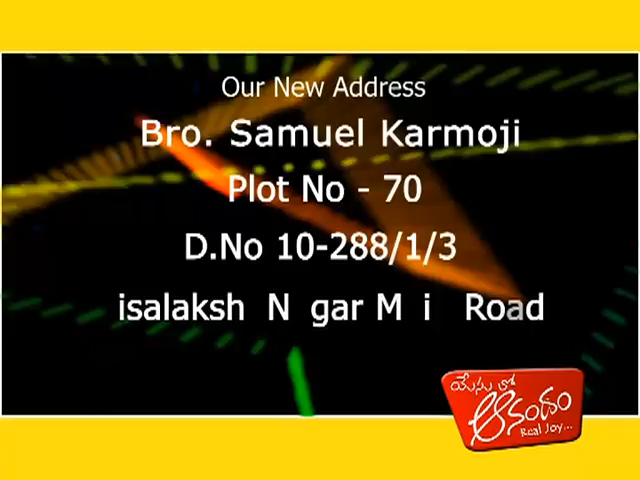 Our New Address
Bro. Samuel Karmoji
Plot No - 70
D.No 10-288/1/3
isalaksh N gar M i Road
యేసు లో
ఆనందం
Real Joy...